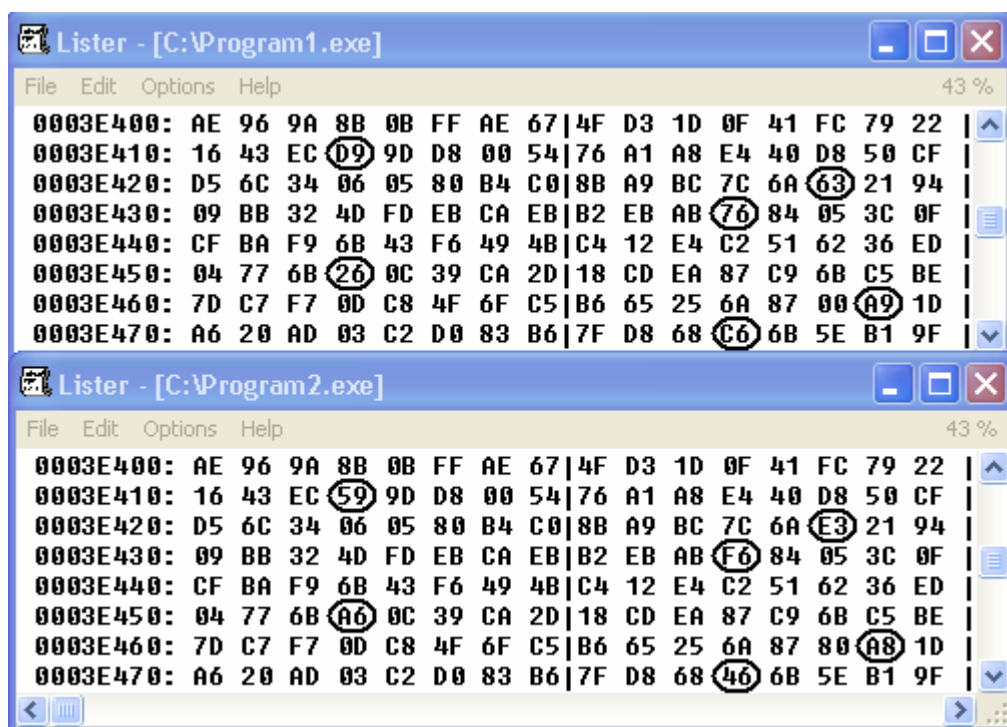 Lister - [C:\Program1.exe]
File Edit Options Help 43 %
0003E400: AE 96 9A 8B 0B FF AE 67|4F D3 1D 0F 41 FC 79 22 |
0003E410: 16 43 EC D9 9D D8 00 54|76 A1 A8 E4 40 D8 50 CF |
0003E420: D5 6C 34 06 05 80 B4 C0|8B A9 BC 7C 6A 63 21 94 |
0003E430: 09 BB 32 4D FD EB CA EB|B2 EB AB 76 84 05 3C 0F |
0003E440: CF BA F9 6B 43 F6 49 4B|C4 12 E4 C2 51 62 36 ED |
0003E450: 04 77 6B 26 0C 39 CA 2D|18 CD EA 87 C9 6B C5 BE |
0003E460: 7D C7 F7 0D C8 4F 6F C5|B6 65 25 6A 87 00 A9 1D |
0003E470: A6 20 AD 03 C2 D0 83 B6|7F D8 68 C6 6B 5E B1 9F |
Lister - [C:\Program2.exe]
File Edit Options Help 43 %
0003E400: AE 96 9A 8B 0B FF AE 67|4F D3 1D 0F 41 FC 79 22 |
0003E410: 16 43 EC 59 9D D8 00 54|76 A1 A8 E4 40 D8 50 CF |
0003E420: D5 6C 34 06 05 80 B4 C0|8B A9 BC 7C 6A E3 21 94 |
0003E430: 09 BB 32 4D FD EB CA EB|B2 EB AB F6 84 05 3C 0F |
0003E440: CF BA F9 6B 43 F6 49 4B|C4 12 E4 C2 51 62 36 ED |
0003E450: 04 77 6B A6 0C 39 CA 2D|18 CD EA 87 C9 6B C5 BE |
0003E460: 7D C7 F7 0D C8 4F 6F C5|B6 65 25 6A 87 80 A8 1D |
0003E470: A6 20 AD 03 C2 D0 83 B6|7F D8 68 46 6B 5E B1 9F |